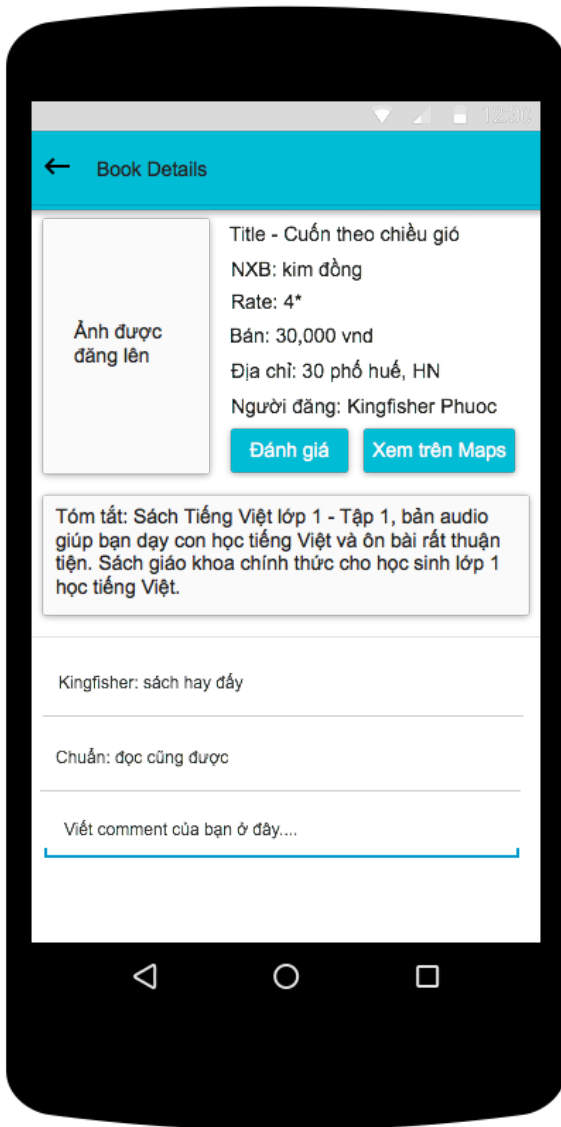 12:30
Book Details
Title - Cuốn theo chiều gió
NXB: kim đồng
Rate: 4*
Ảnh được
đăng lên
Bán: 30,000 vnd
Địa chỉ: 30 phố huế, HN
Người đăng: Kingfisher Phuoc
Đánh giá
Xem trên Maps
Tóm tắt: Sách Tiếng Việt lớp 1 - Tập 1, bản audio
giúp bạn dạy con học tiếng Việt và ôn bài rất thuận
tiện. Sách giáo khoa chính thức cho học sinh lớp 1
học tiếng Việt.
Kingfisher: sách hay đấy
Chuẩn: đọc cũng được
Viết comment của bạn ở đây....